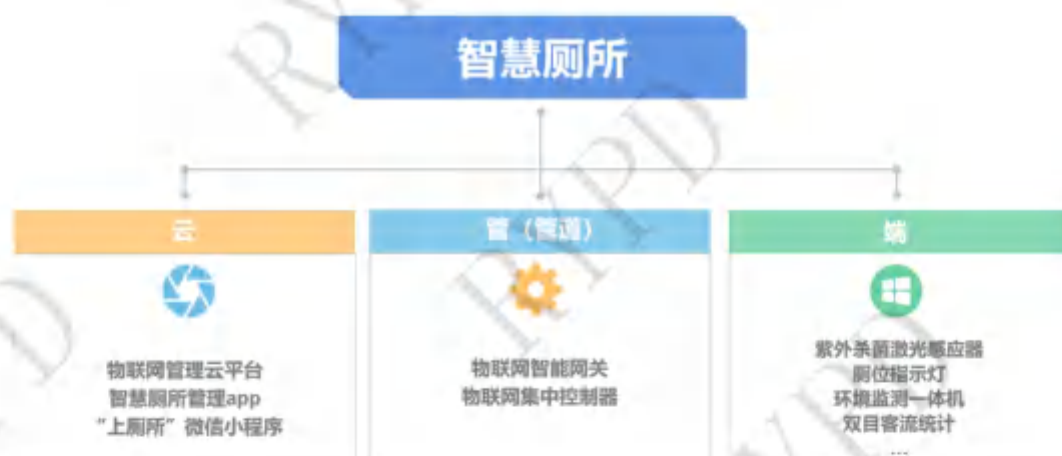 智慧厕所
云
管（管道）
端
物联网管理云平台
智慧厕所管理app
“上厕所”微信小程序
物联网智能网关
物联网集中控制器
紫外杀菌激光感应器
厕位指示灯
环境监测一体机
双目客流统计
...
RYPD